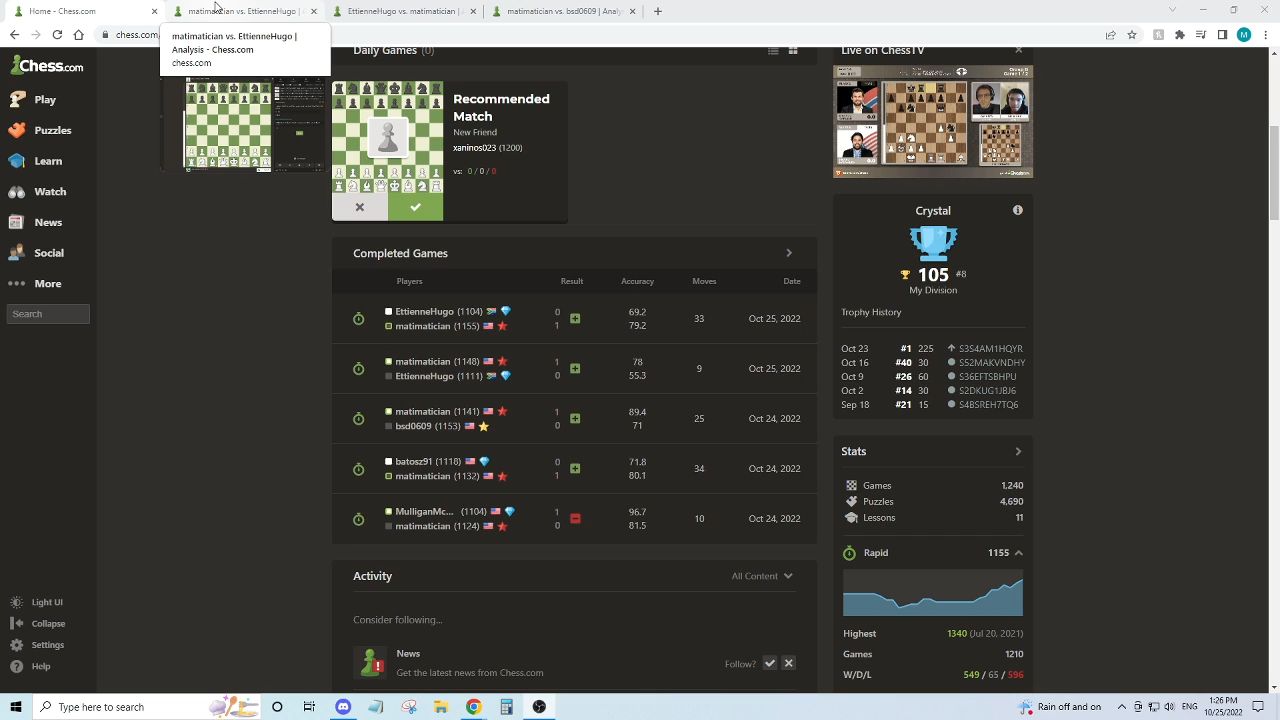 Home - Chess.com
matimatician vs. EttienneHugo |
EttienneHugo vs. matimatician |
matimatician vs. bsd0609 | Analy
chess.com
matimatician vs. EttienneHugo |
Analysis - Chess.com
chess.com
Chess.com
Play
Puzzles
Learn
Watch
News
Social
More
Search
Light UI
Collapse
Settings
Help
Daily Games (0)
Recommended
Match
New Friend
xaninos023 (1200)
vs: 0 / 0 / 0
Completed Games
Players Result Accuracy Moves Date
EttienneHugo (1104) 0 69.2
matimatician (1155) 1 79.2
33 Oct 25, 2022
matimatician (1148) 1 78
EttienneHugo (1111) 0 55.3
9 Oct 25, 2022
matimatician (1141) 1 89.4
bsd0609 (1153) 0 71
25 Oct 24, 2022
batosz91 (1118) 0 71.8
matimatician (1132) 1 80.1
34 Oct 24, 2022
MulliganMc... (1104) 1 96.7
matimatician (1124) 0 81.5
10 Oct 24, 2022
Activity
All Content
Consider following...
News
Get the latest news from Chess.com
Follow?
Live on ChessTV
Crystal
105 #8
My Division
Trophy History
Oct 23 #1 225 S3S4AM1HQYR
Oct 16 #40 30 S52MAKVNDHY
Oct 9 #26 60 S36EFTSBHPU
Oct 2 #14 30 S2DKUG1JBJ6
Sep 18 #21 15 S4BSREH7TQ6
Stats
Games 1,240
Puzzles 4,690
Lessons 11
Rapid 1155
Highest 1340 (Jul 20, 2021)
Games 1210
W/D/L 549 / 65 / 596
Type here to search
Rain off and on
ENG
1:26 PM
10/25/2022